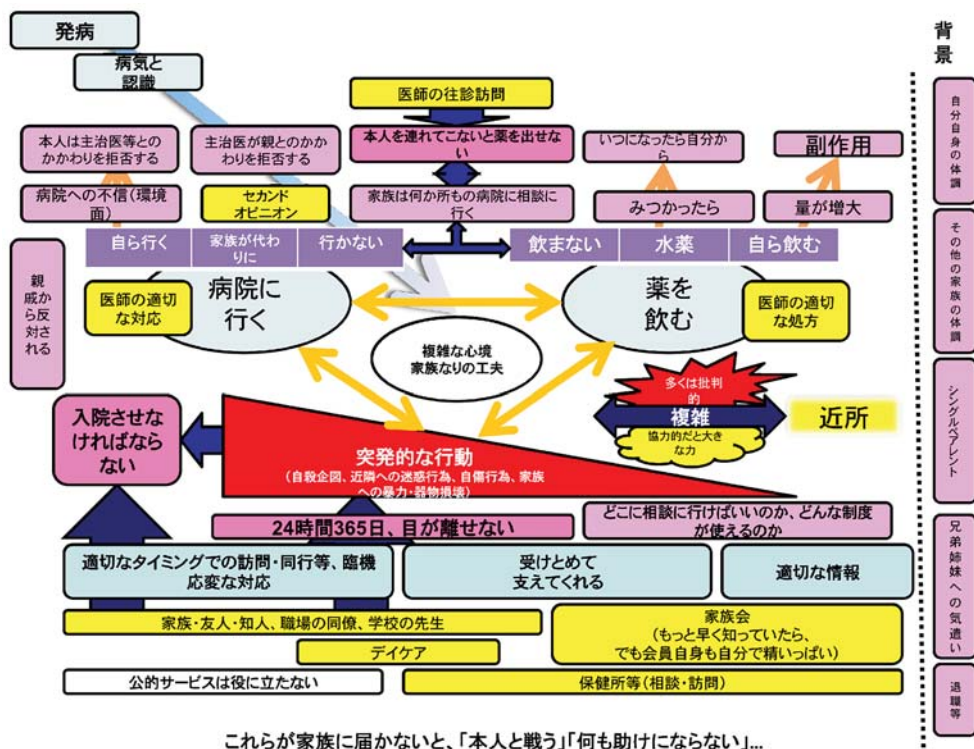 発病
病気と
認識
背
景
医師の往診訪問
本人は主治医等との
かかわりを拒否する
主治医が親とのかか
わりを拒否する
本人を連れてこないと薬を出せな
い
いつになったら自分か
ら
副作用
病院への不信(環境
面)
セカンド
オピニオン
家族は何か所もの病院に相談に
行く
みつかったら
量が増大
自ら行く
家族が代わ
りに
行かない
飲まない
水薬
自ら飲む
親戚から反対される
医師の適切
な対応
病院に
行く
薬を
飲む
医師の適切
な処方
複雑な心境
家族なりの工夫
多くは批判
的
複雑
協力的だと大き
な力
近所
入院させな
ければなら
ない
突発的な行動
(自殺企図、近隣への迷惑行為、自傷行為、家族
への暴力・器物損壊)
24時間365日、目が離せない
どこに相談に行けばいいのか、どんな制度
が使えるのか
適切なタイミングでの訪問・同行等、臨機
応変な対応
受けとめて
支えてくれる
適切な情報
家族・友人・知人、職場の同僚、学校の先生
家族会
(もっと早く知っていたら、
でも会員自身も自分で精いっぱい)
デイケア
公的サービスは役に立たない
保健所等(相談・訪問)
自分自身の体調
その他の家族の体調
シングルペアレント
兄弟姉妹への気遣い
退職等
これらが家族に届かないと、「本人と戦う」「何も助けにならない」...